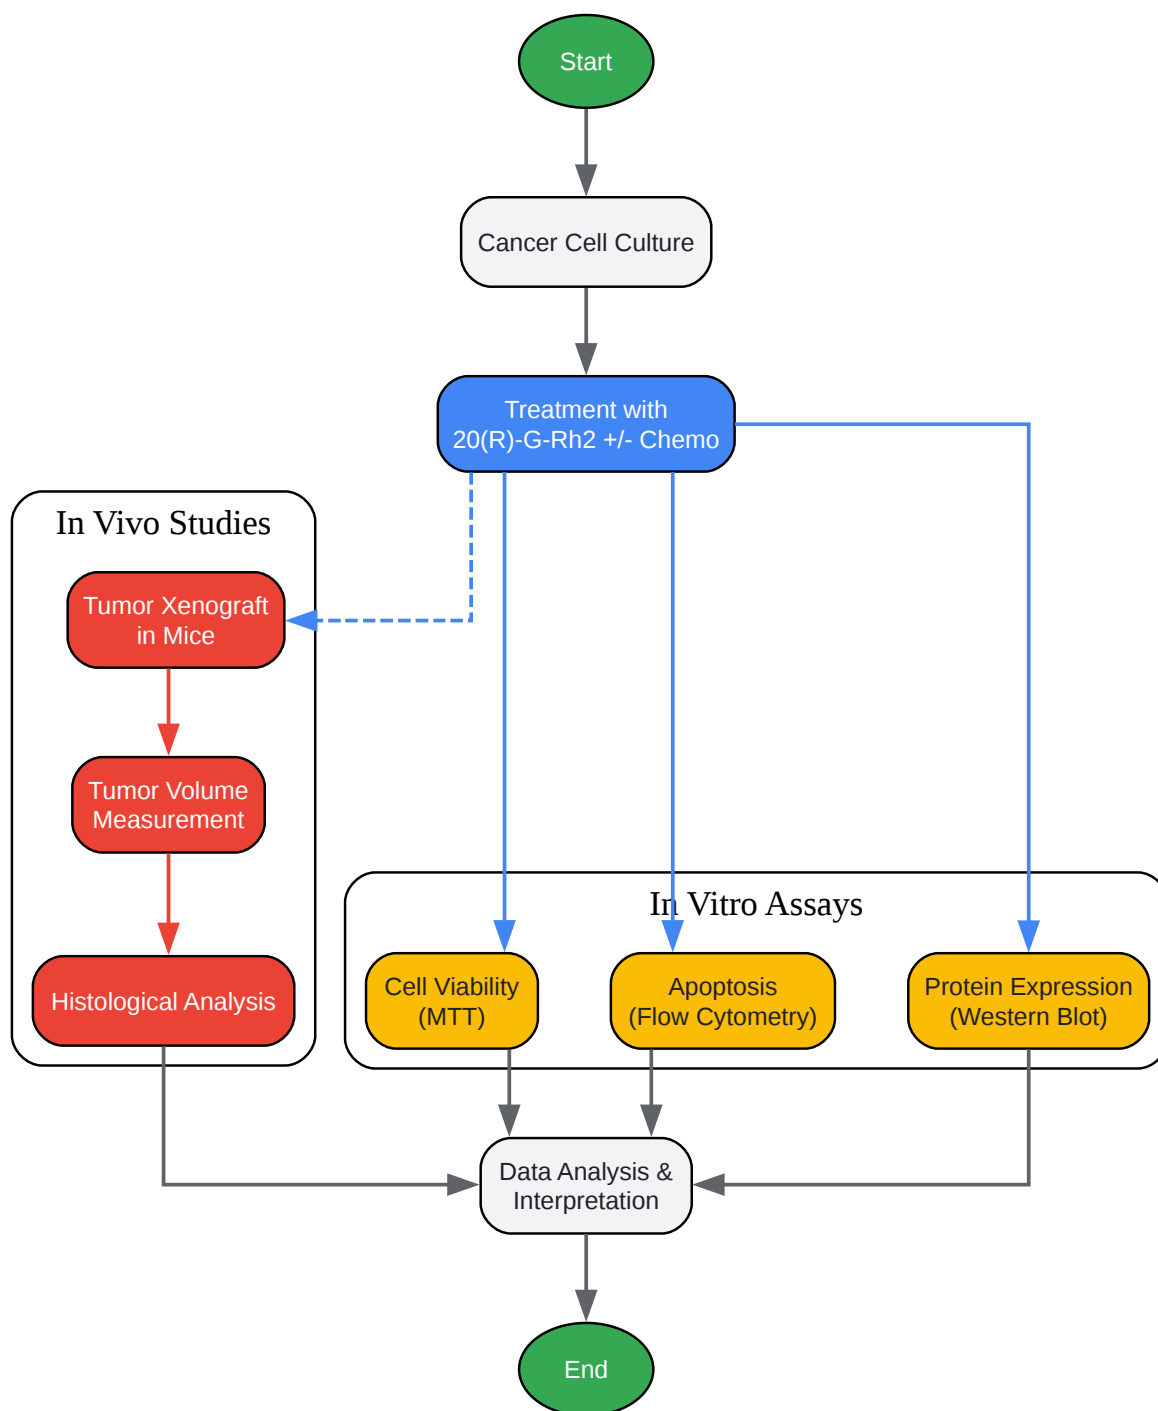 Start
Cancer Cell Culture
Treatment with
20(R)-G-Rh2 +/- Chemo
In Vivo Studies
Tumor Xenograft
in Mice
Tumor Volume
Measurement
Histological Analysis
In Vitro Assays
Cell Viability
(MTT)
Apoptosis
(Flow Cytometry)
Protein Expression
(Western Blot)
Data Analysis &
Interpretation
End